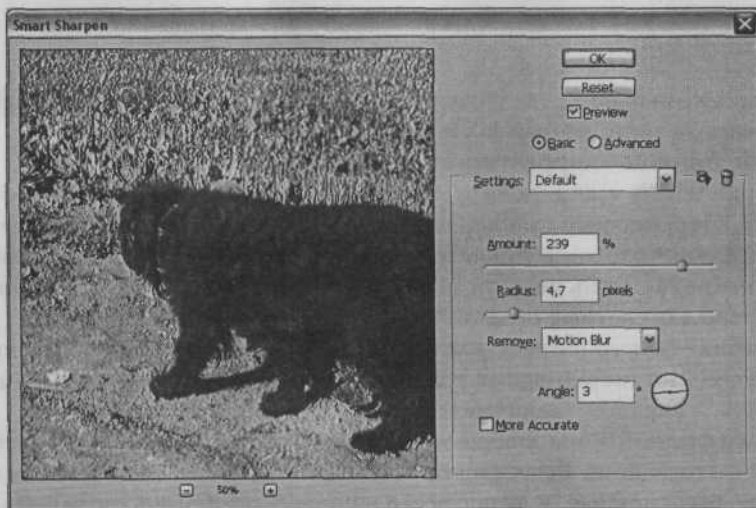 Smart Sharpen
OK
Reset
Preview
Basic Advanced
Settings: Default
Amount: 239 %
Radius: 4,7 pixels
Remove: Motion Blur
Angle: 3 °
More Accurate
50%